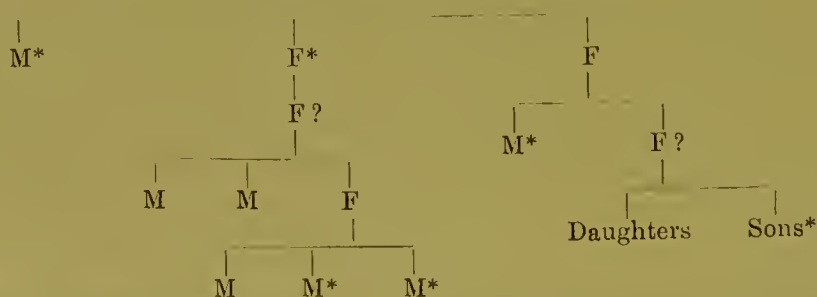 M* F* F
F ?
M* F ?
M M F
Daughters Sons*
M M* M*